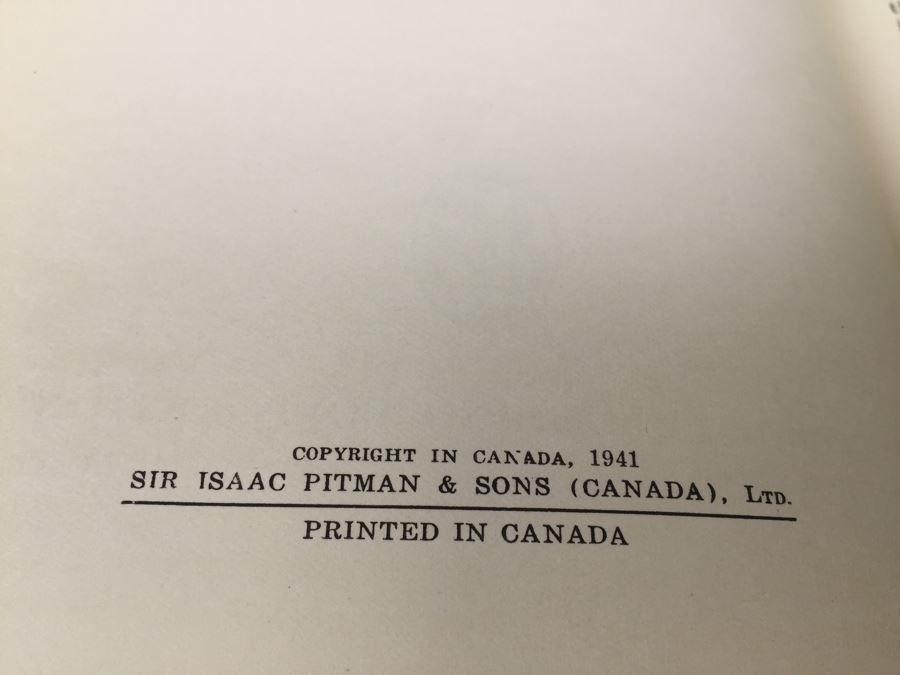 COPYRIGHT IN CANADA, 1941
SIR ISAAC PITMAN & SONS (CANADA), LTD.
PRINTED IN CANADA